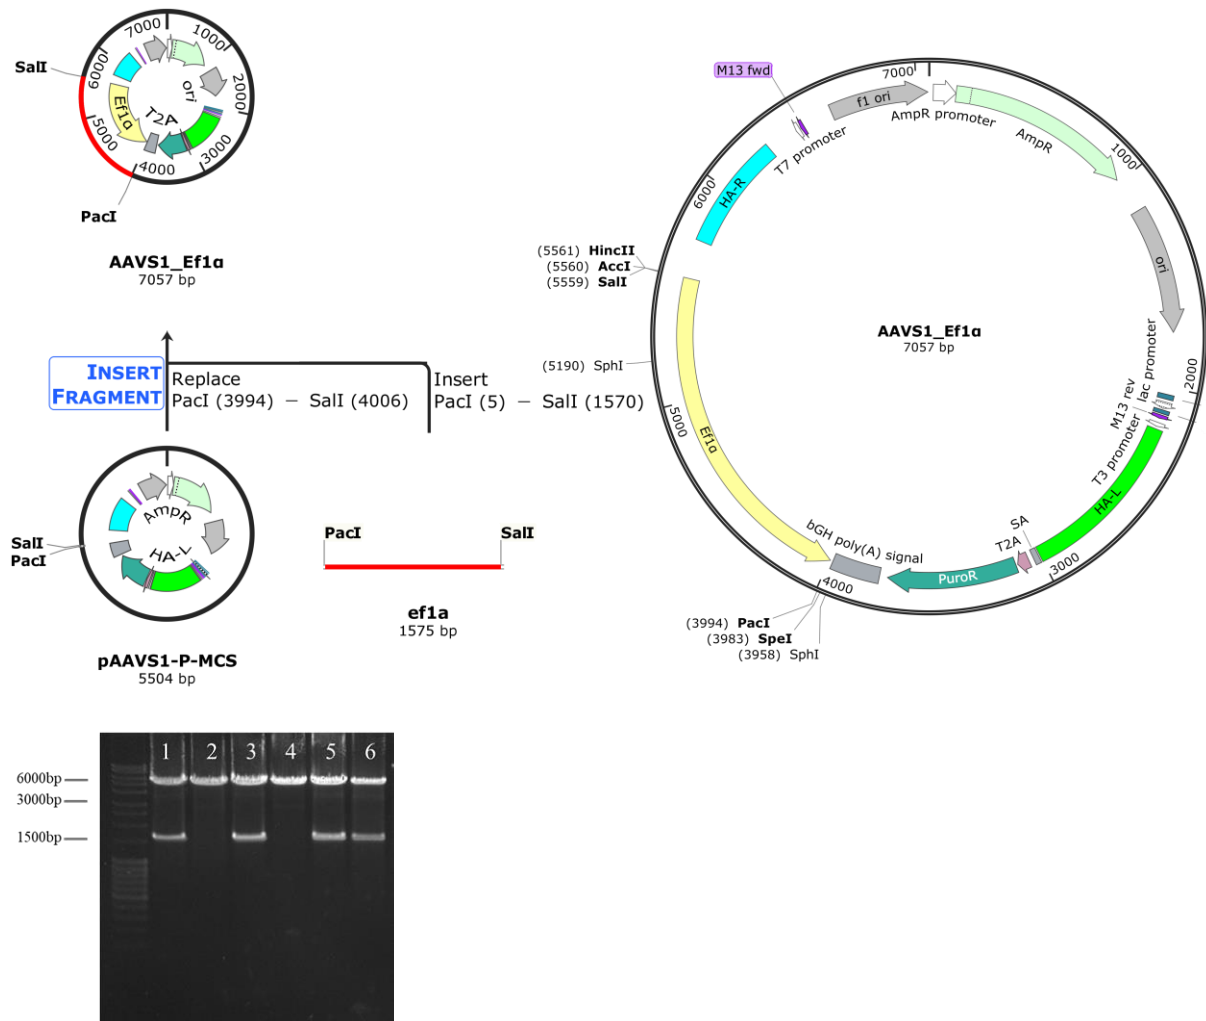 7000
1000
2000
3000
4000
5000
6000
SalI
PacI
ori
T2A
Ef1α
AAVS1_Ef1α
7057 bp
INSERT
FRAGMENT
Replace
PacI (3994) – SalI (4006)
Insert
PacI (5) – SalI (1570)
SalI
PacI
AmpR
HA-L
pAAVS1-P-MCS
5504 bp
PacI
SalI
ef1a
1575 bp
M13 fwd
7000
f1 ori
AmpR promoter
AmpR
1000
T7 promoter
HA-R
6000
(5561) HincII
(5560) AccI
(5559) SalI
(5190) SphI
5000
Ef1α
AAVS1_Ef1α
7057 bp
ori
2000
lac promoter
M13 rev
T3 promoter
HA-L
3000
SA
T2A
PuroR
bGH poly(A) signal
4000
(3994) PacI
(3983) SpeI
(3958) SphI
1 2 3 4 5 6
6000bp
3000bp
1500bp